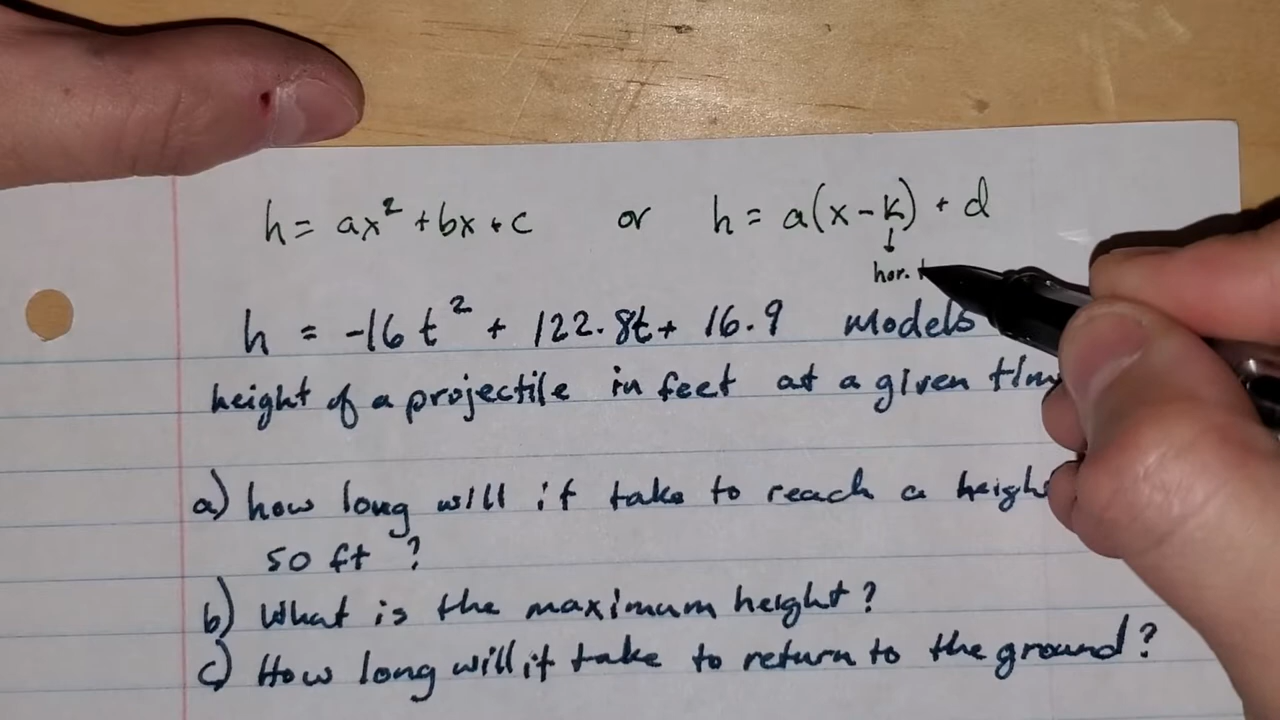 h = ax² + bx + c or h = a(x - k) + d
↓
hor.
h = -16t² + 122.8t + 16.9 models
height of a projectile in feet at a given
a) how long will it take to reach a
50 ft ?
b) What is the maximum height?
c) How long will it take to return to the ground?